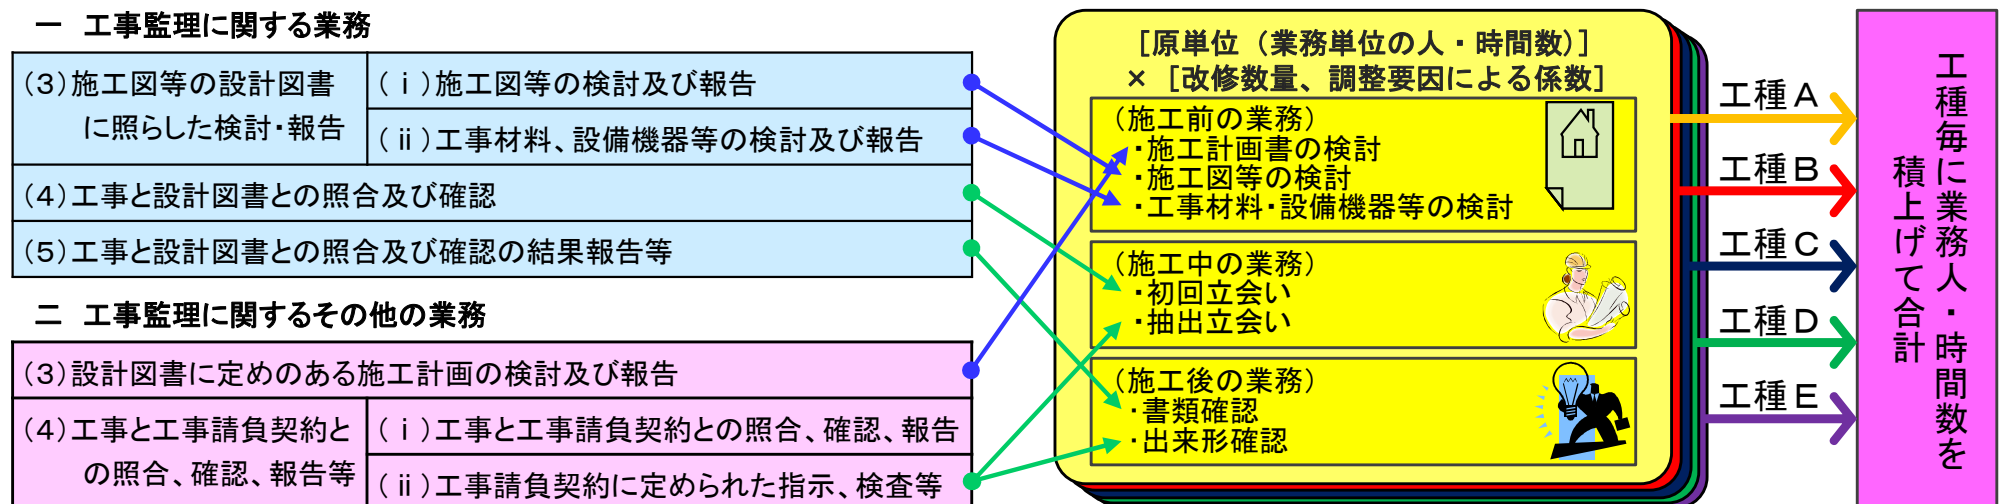 一 工事監理に関する業務
(3)施工図等の設計図書
に照らした検討・報告
(ⅰ)施工図等の検討及び報告
(ⅱ)工事材料、設備機器等の検討及び報告
(4)工事と設計図書との照合及び確認
(5)工事と設計図書との照合及び確認の結果報告等
二 工事監理に関するその他の業務
(3)設計図書に定めのある施工計画の検討及び報告
(4)工事と工事請負契約と
の照合、確認、報告等
(ⅰ)工事と工事請負契約との照合、確認、報告
(ⅱ)工事請負契約に定められた指示、検査等
[原単位（業務単位の人・時間数）]
×［改修数量、調整要因による係数］
(施工前の業務)
・施工計画書の検討
・施工図等の検討
・工事材料・設備機器等の検討
(施工中の業務)
・初回立会い
・抽出立会い
(施工後の業務)
・書類確認
・出来形確認
工種A
工種B
工種C
工種D
工種E
工種毎に業務人・時間数を
積上げて合計